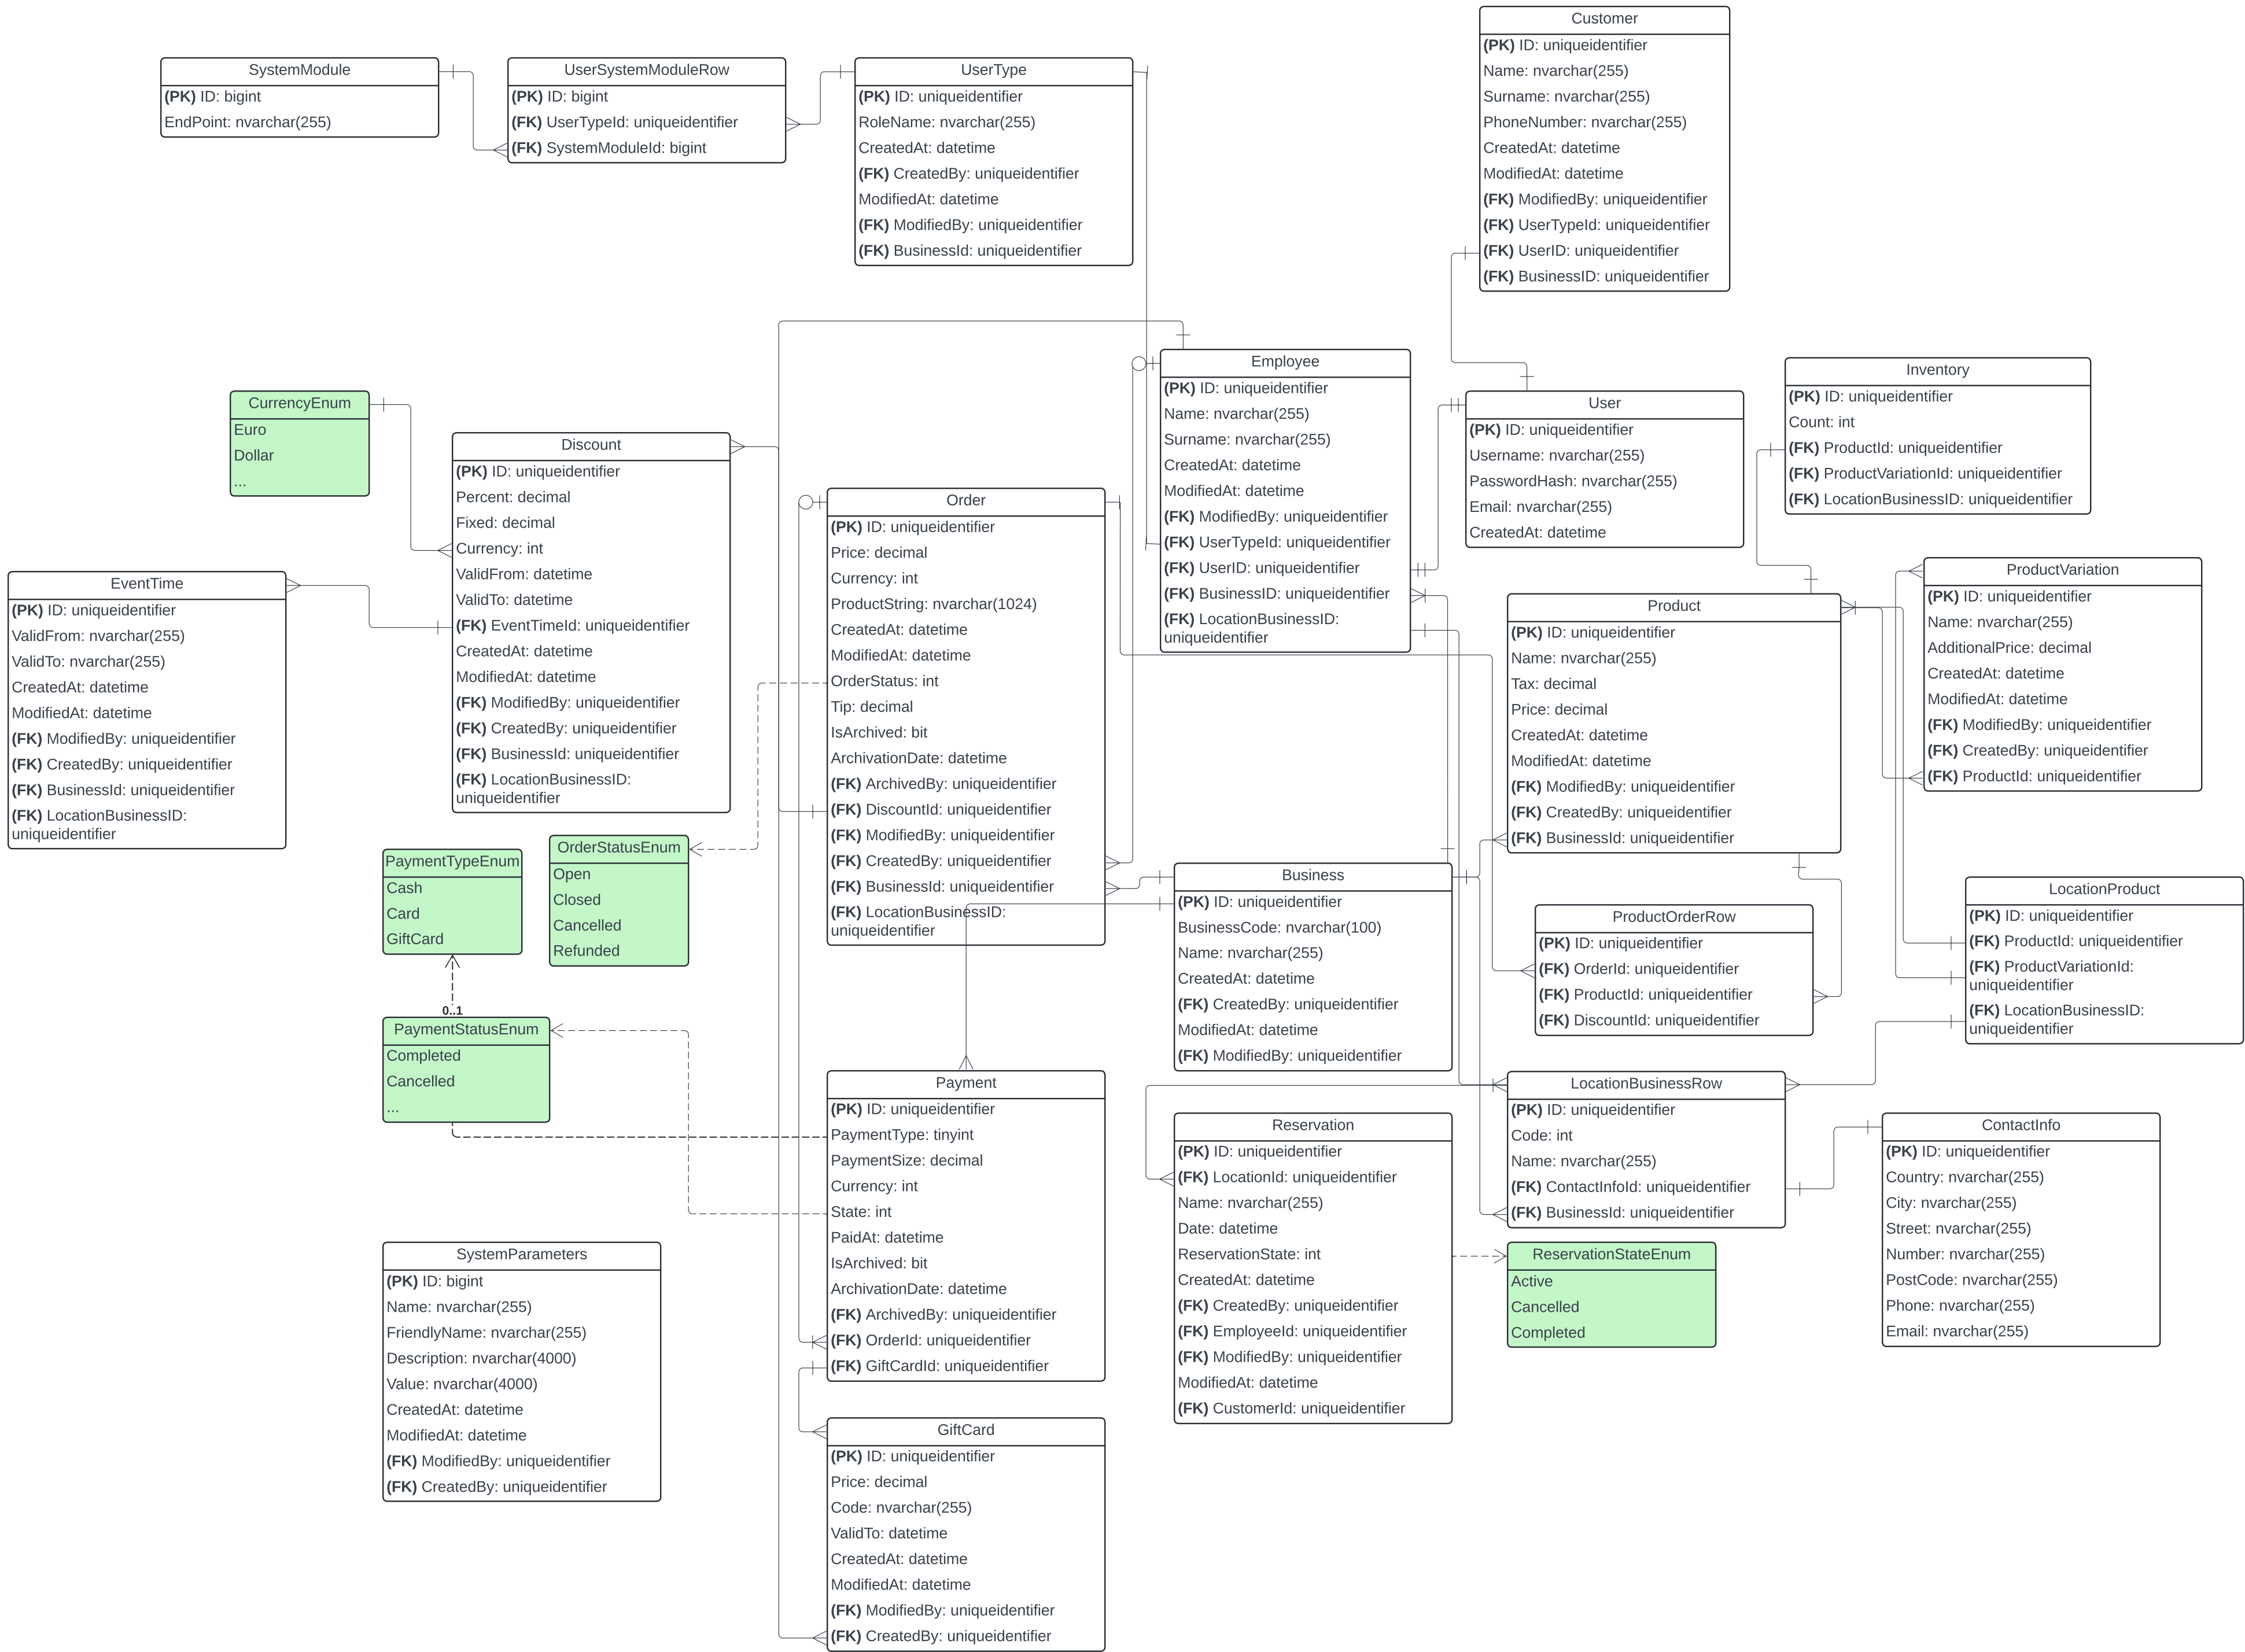 Customer
(PK) ID: uniqueidentifier
Name: nvarchar(255)
Surname: nvarchar(255)
PhoneNumber: nvarchar(255)
CreatedAt: datetime
ModifiedAt: datetime
(FK) ModifiedBy: uniqueidentifier
(FK) UserTypeId: uniqueidentifier
(FK) UserID: uniqueidentifier
(FK) BusinessID: uniqueidentifier
SystemModule
(PK) ID: bigint
EndPoint: nvarchar(255)
UserSystemModuleRow
(PK) ID: bigint
(FK) UserTypeId: uniqueidentifier
(FK) SystemModuleId: bigint
UserType
(PK) ID: uniqueidentifier
RoleName: nvarchar(255)
CreatedAt: datetime
(FK) CreatedBy: uniqueidentifier
ModifiedAt: datetime
(FK) ModifiedBy: uniqueidentifier
(FK) BusinessId: uniqueidentifier
Employee
(PK) ID: uniqueidentifier
Name: nvarchar(255)
Surname: nvarchar(255)
CreatedAt: datetime
ModifiedAt: datetime
(FK) ModifiedBy: uniqueidentifier
(FK) UserTypeId: uniqueidentifier
(FK) UserID: uniqueidentifier
(FK) BusinessID: uniqueidentifier
(FK) LocationBusinessID:
uniqueidentifier
User
(PK) ID: uniqueidentifier
Username: nvarchar(255)
PasswordHash: nvarchar(255)
Email: nvarchar(255)
CreatedAt: datetime
Inventory
(PK) ID: uniqueidentifier
Count: int
(FK) ProductId: uniqueidentifier
(FK) ProductVariationId: uniqueidentifier
(FK) LocationBusinessID: uniqueidentifier
CurrencyEnum
Euro
Dollar
...
Discount
(PK) ID: uniqueidentifier
Percent: decimal
Fixed: decimal
Currency: int
ValidFrom: datetime
ValidTo: datetime
(FK) EventTimeId: uniqueidentifier
CreatedAt: datetime
ModifiedAt: datetime
(FK) ModifiedBy: uniqueidentifier
(FK) CreatedBy: uniqueidentifier
(FK) BusinessId: uniqueidentifier
(FK) LocationBusinessID:
uniqueidentifier
Order
(PK) ID: uniqueidentifier
Price: decimal
Currency: int
ProductString: nvarchar(1024)
CreatedAt: datetime
ModifiedAt: datetime
OrderStatus: int
Tip: decimal
IsArchived: bit
ArchivationDate: datetime
(FK) ArchivedBy: uniqueidentifier
(FK) DiscountId: uniqueidentifier
(FK) ModifiedBy: uniqueidentifier
(FK) CreatedBy: uniqueidentifier
(FK) BusinessId: uniqueidentifier
(FK) LocationBusinessID:
uniqueidentifier
EventTime
(PK) ID: uniqueidentifier
ValidFrom: nvarchar(255)
ValidTo: nvarchar(255)
CreatedAt: datetime
ModifiedAt: datetime
(FK) ModifiedBy: uniqueidentifier
(FK) CreatedBy: uniqueidentifier
(FK) BusinessId: uniqueidentifier
(FK) LocationBusinessID:
uniqueidentifier
Product
(PK) ID: uniqueidentifier
Name: nvarchar(255)
Tax: decimal
Price: decimal
CreatedAt: datetime
ModifiedAt: datetime
(FK) ModifiedBy: uniqueidentifier
(FK) CreatedBy: uniqueidentifier
(FK) BusinessId: uniqueidentifier
ProductVariation
(PK) ID: uniqueidentifier
Name: nvarchar(255)
AdditionalPrice: decimal
CreatedAt: datetime
ModifiedAt: datetime
(FK) ModifiedBy: uniqueidentifier
(FK) CreatedBy: uniqueidentifier
(FK) ProductId: uniqueidentifier
PaymentTypeEnum
Cash
Card
GiftCard
0..1
OrderStatusEnum
Open
Closed
Cancelled
Refunded
Business
(PK) ID: uniqueidentifier
BusinessCode: nvarchar(100)
Name: nvarchar(255)
CreatedAt: datetime
(FK) CreatedBy: uniqueidentifier
ModifiedAt: datetime
(FK) ModifiedBy: uniqueidentifier
ProductOrderRow
(PK) ID: uniqueidentifier
(FK) OrderId: uniqueidentifier
(FK) ProductId: uniqueidentifier
(FK) DiscountId: uniqueidentifier
LocationProduct
(PK) ID: uniqueidentifier
(FK) ProductId: uniqueidentifier
(FK) ProductVariationId:
uniqueidentifier
(FK) LocationBusinessID:
uniqueidentifier
PaymentStatusEnum
Completed
Cancelled
...
Payment
(PK) ID: uniqueidentifier
PaymentType: tinyint
PaymentSize: decimal
Currency: int
State: int
PaidAt: datetime
IsArchived: bit
ArchivationDate: datetime
(FK) ArchivedBy: uniqueidentifier
(FK) OrderId: uniqueidentifier
(FK) GiftCardId: uniqueidentifier
Reservation
(PK) ID: uniqueidentifier
(FK) LocationId: uniqueidentifier
Name: nvarchar(255)
Date: datetime
ReservationState: int
CreatedAt: datetime
(FK) CreatedBy: uniqueidentifier
(FK) EmployeeId: uniqueidentifier
(FK) ModifiedBy: uniqueidentifier
ModifiedAt: datetime
(FK) CustomerId: uniqueidentifier
LocationBusinessRow
(PK) ID: uniqueidentifier
Code: int
Name: nvarchar(255)
(FK) ContactInfoId: uniqueidentifier
(FK) BusinessId: uniqueidentifier
ContactInfo
(PK) ID: uniqueidentifier
Country: nvarchar(255)
City: nvarchar(255)
Street: nvarchar(255)
Number: nvarchar(255)
PostCode: nvarchar(255)
Phone: nvarchar(255)
Email: nvarchar(255)
ReservationStateEnum
Active
Cancelled
Completed
SystemParameters
(PK) ID: bigint
Name: nvarchar(255)
FriendlyName: nvarchar(255)
Description: nvarchar(4000)
Value: nvarchar(4000)
CreatedAt: datetime
ModifiedAt: datetime
(FK) ModifiedBy: uniqueidentifier
(FK) CreatedBy: uniqueidentifier
GiftCard
(PK) ID: uniqueidentifier
Price: decimal
Code: nvarchar(255)
ValidTo: datetime
CreatedAt: datetime
ModifiedAt: datetime
(FK) ModifiedBy: uniqueidentifier
(FK) CreatedBy: uniqueidentifier